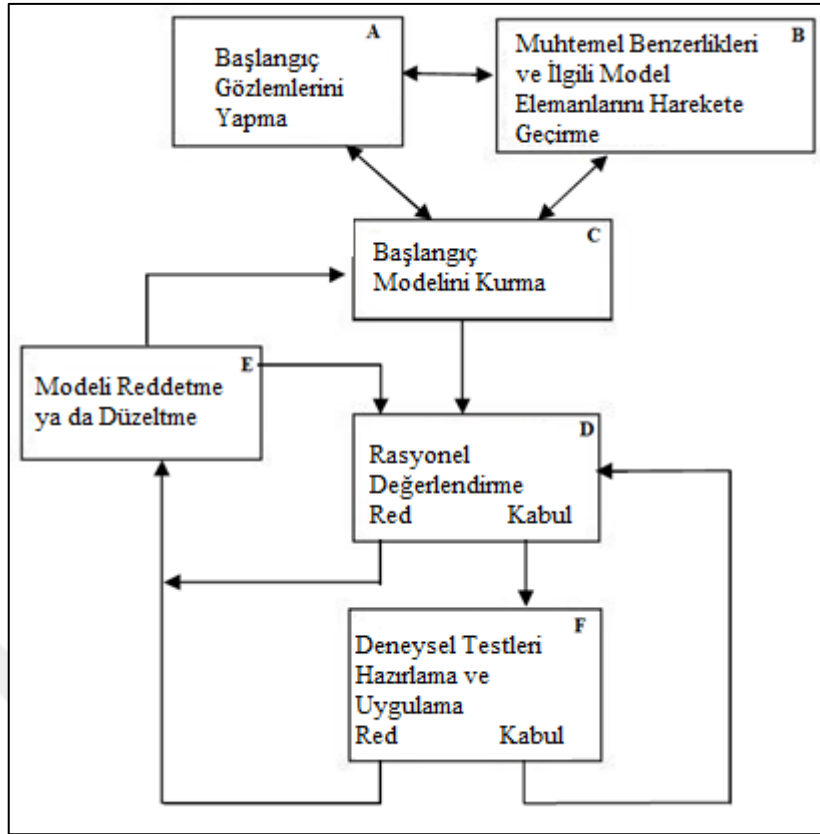 A
Başlangıç
Gözlemlerini
Yapma
B
Muhtemel Benzerlikleri
ve İlgili Model
Elemanlarını Harekete
Geçirme
C
Başlangıç
Modelini Kurma
E
Modeli Reddetme
ya da Düzeltme
D
Rasyonel
Değerlendirme
Red Kabul
F
Deneysel Testleri
Hazırlama ve
Uygulama
Red Kabul